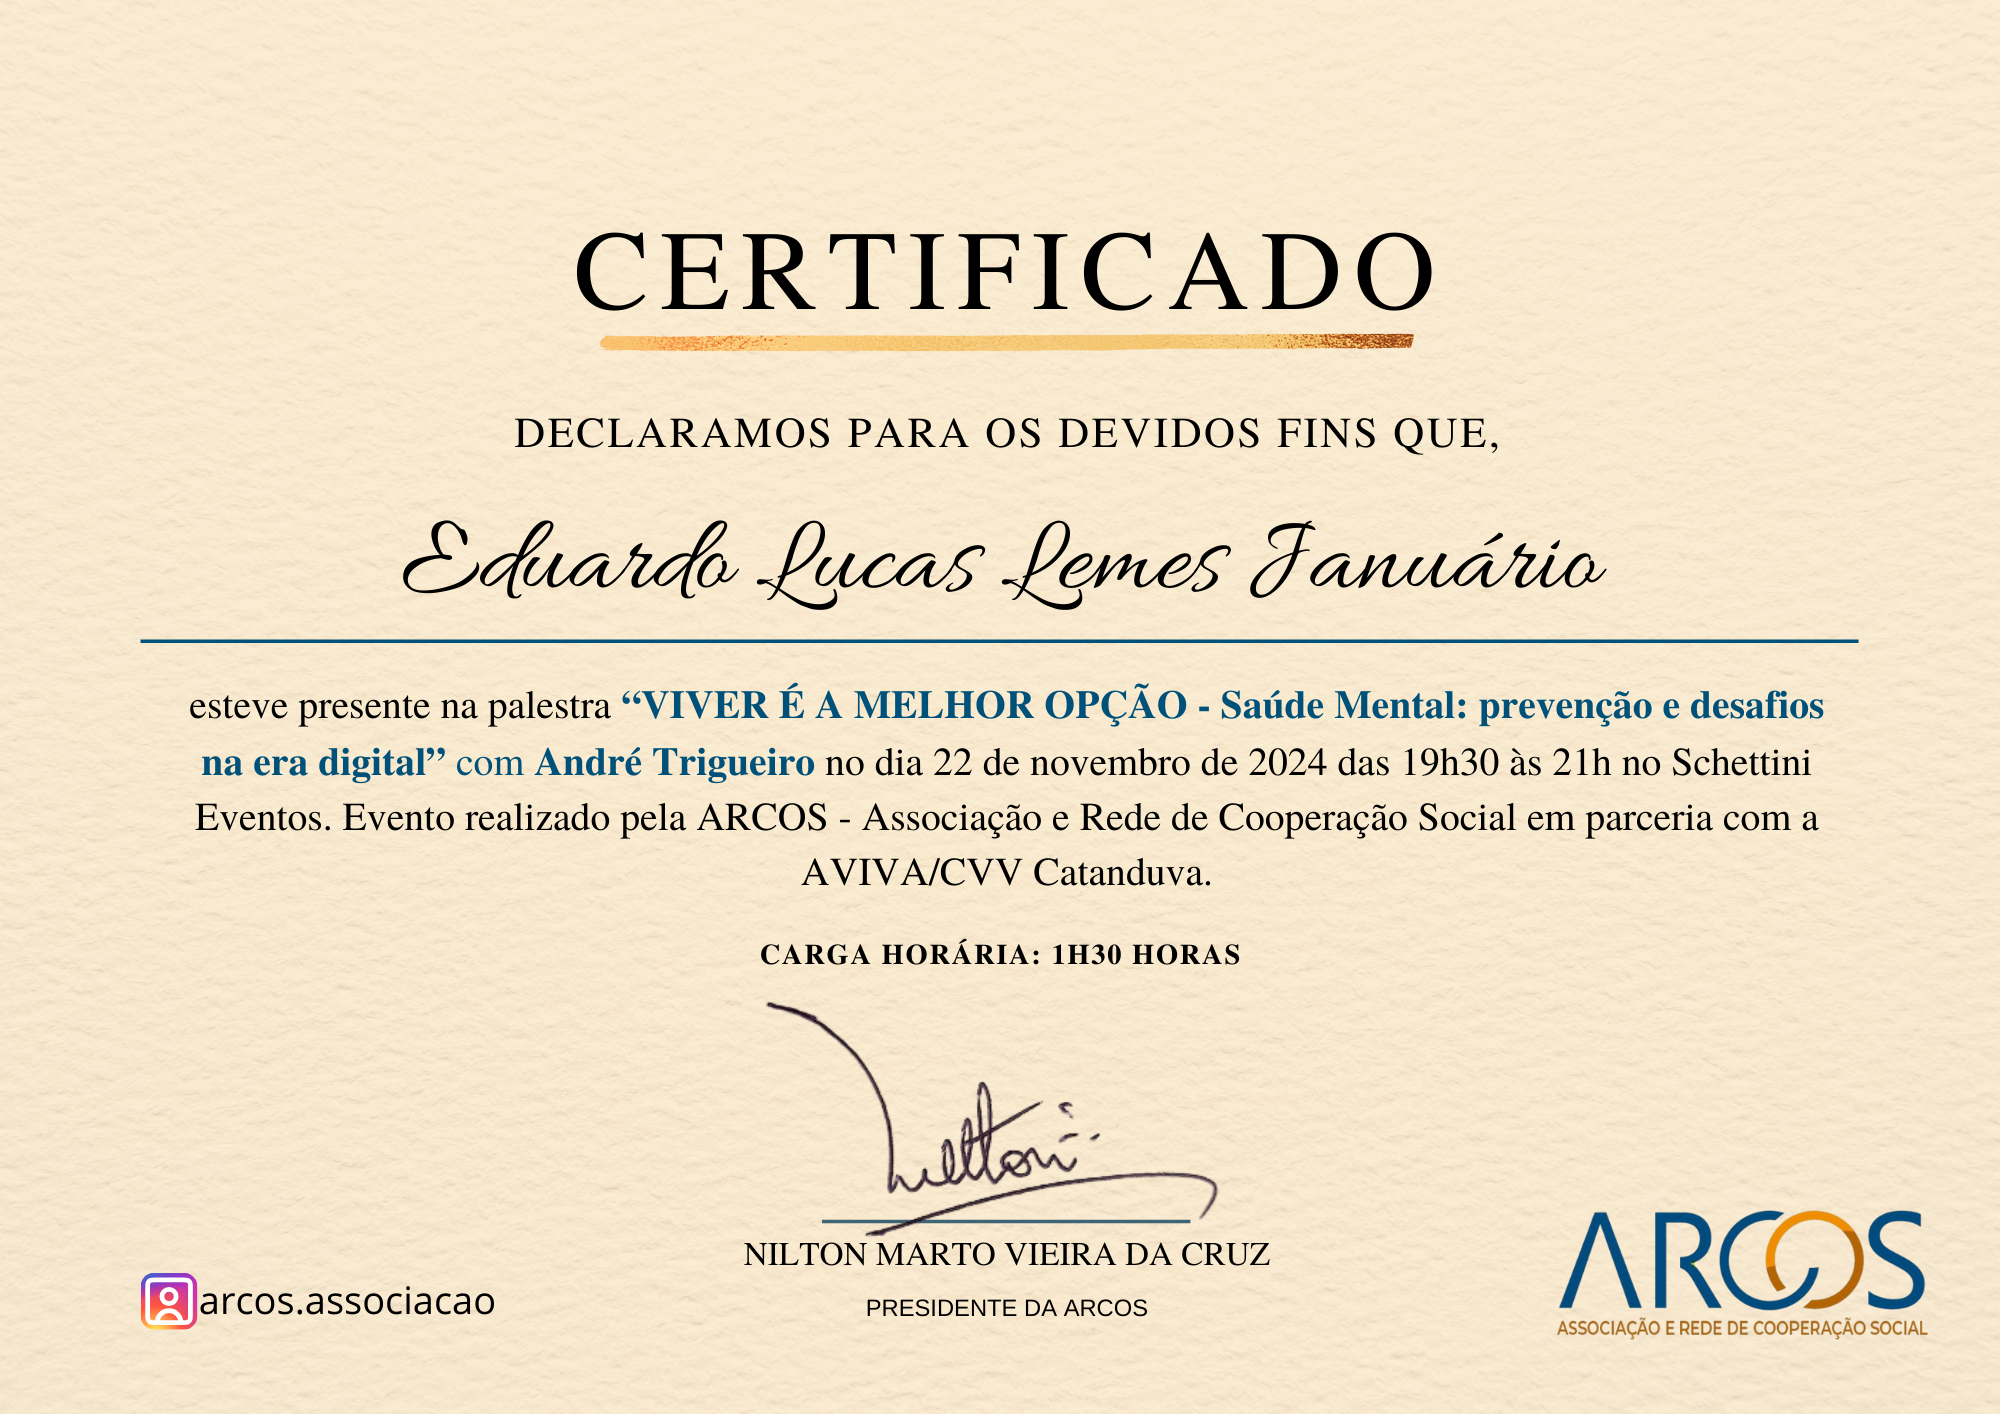 CERTIFICADO
DECLARAMOS PARA OS DEVIDOS FINS QUE,
Eduardo Lucas Lemes Januário
esteve presente na palestra “VIVER É A MELHOR OPÇÃO - Saúde Mental: prevenção e desafios
na era digital” com André Trigueiro no dia 22 de novembro de 2024 das 19h30 às 21h no Schettini
Eventos. Evento realizado pela ARCOS - Associação e Rede de Cooperação Social em parceria com a
AVIVA/CVV Catanduva.
CARGA HORÁRIA: 1H30 HORAS
Nilton
NILTON MARTO VIEIRA DA CRUZ
PRESIDENTE DA ARCOS
arcos.associacao
ARCOS
ASSOCIAÇÃO E REDE DE COOPERAÇÃO SOCIAL